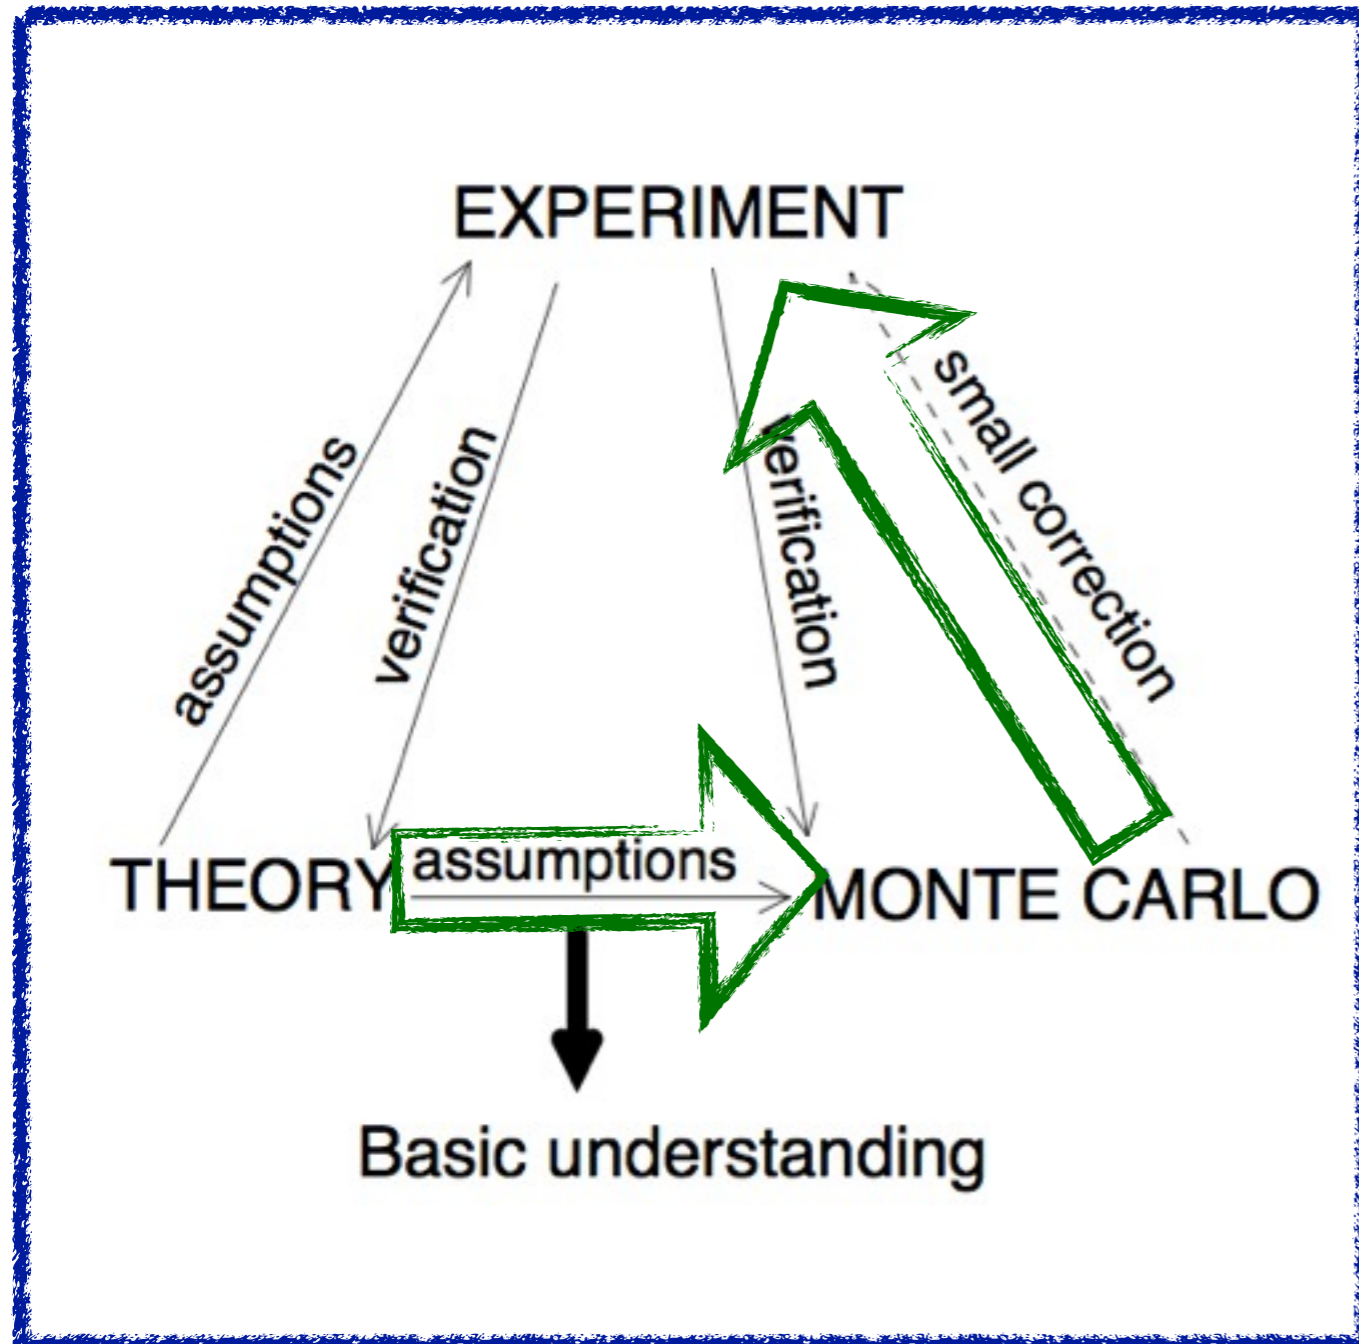 EXPERIMENT
assumptions
verification
verification
small correction
THEORY
assumptions
MONTE CARLO
Basic understanding